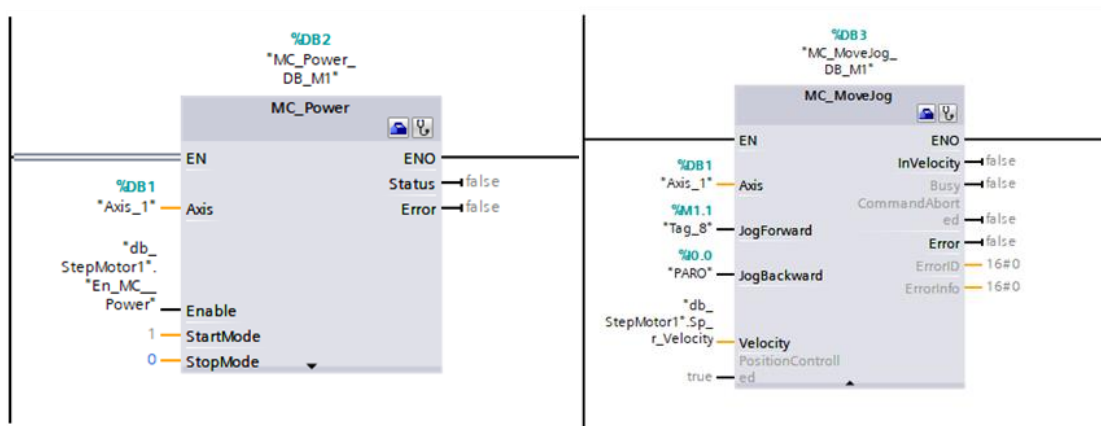 %DB2
"MC_Power_
DB_M1"
MC_Power
EN
ENO
Status
false
%DB1
"Axis_1"
Axis
Error
false
"db_
StepMotor1".
"En_MC__
Power"
Enable
1
StartMode
0
StopMode
%DB3
"MC_MoveJog_
DB_M1"
MC_MoveJog
EN
ENO
InVelocity
false
%DB1
"Axis_1"
Axis
Busy
false
CommandAbort
ed
false
%M1.1
"Tag_8"
JogForward
Error
false
%I0.0
"PARO"
JogBackward
ErrorID
16#0
ErrorInfo
16#0
"db_
StepMotor1".Sp_
r_Velocity
Velocity
PositionControll
true
ed